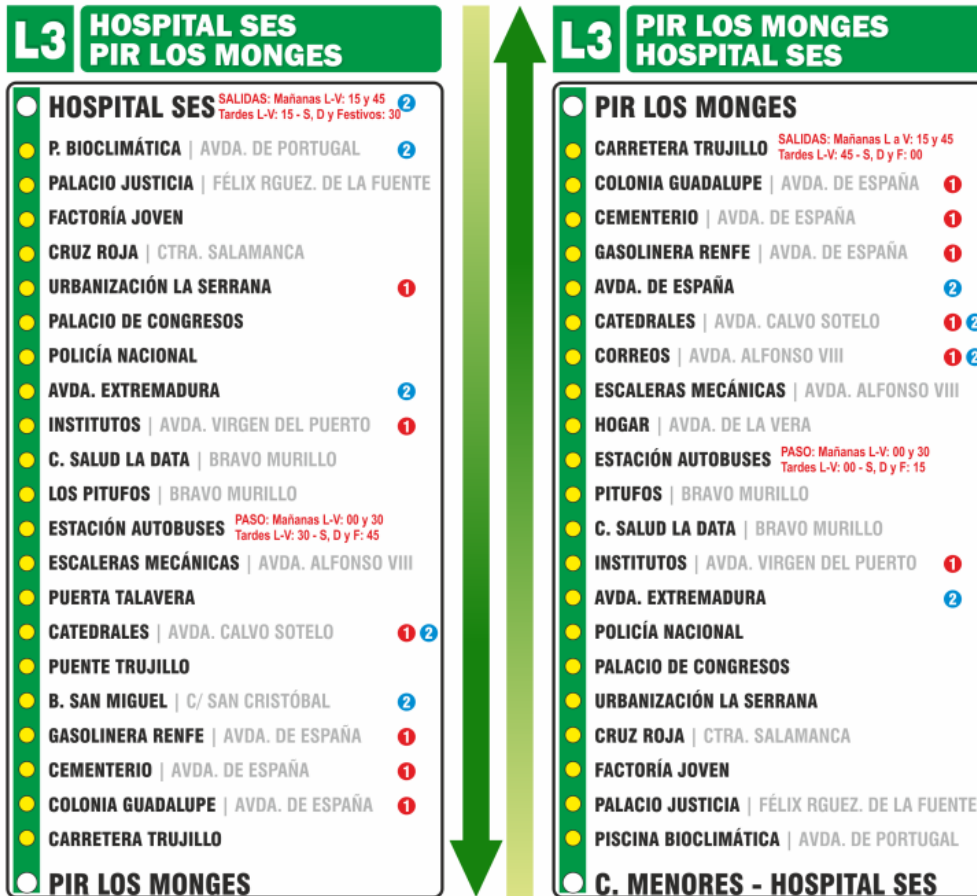 L3
HOSPITAL SES
PIR LOS MONGES
HOSPITAL SES SALIDAS: Mañanas L-V: 15 y 45 2
Tardes L-V: 15 - S, D y Festivos: 30
P. BIOCLIMÁTICA | AVDA. DE PORTUGAL 2
PALACIO JUSTICIA | FÉLIX RGUEZ. DE LA FUENTE
FACTORÍA JOVEN
CRUZ ROJA | CTRA. SALAMANCA
URBANIZACIÓN LA SERRANA 1
PALACIO DE CONGRESOS
POLICÍA NACIONAL
AVDA. EXTREMADURA 2
INSTITUTOS | AVDA. VIRGEN DEL PUERTO 1
C. SALUD LA DATA | BRAVO MURILLO
LOS PITUFOS | BRAVO MURILLO
ESTACIÓN AUTOBUSES PASO: Mañanas L-V: 00 y 30
Tardes L-V: 30 - S, D y F: 45
ESCALERAS MECÁNICAS | AVDA. ALFONSO VIII
PUERTA TALAVERA
CATEDRALES | AVDA. CALVO SOTELO 1 2
PUENTE TRUJILLO
B. SAN MIGUEL | C/ SAN CRISTÓBAL 2
GASOLINERA RENFE | AVDA. DE ESPAÑA 1
CEMENTERIO | AVDA. DE ESPAÑA 1
COLONIA GUADALUPE | AVDA. DE ESPAÑA 1
CARRETERA TRUJILLO
PIR LOS MONGES
L3
PIR LOS MONGES
HOSPITAL SES
PIR LOS MONGES
CARRETERA TRUJILLO SALIDAS: Mañanas L a V: 15 y 45
Tardes L-V: 45 - S, D y F: 00
COLONIA GUADALUPE | AVDA. DE ESPAÑA 1
CEMENTERIO | AVDA. DE ESPAÑA 1
GASOLINERA RENFE | AVDA. DE ESPAÑA 1
AVDA. DE ESPAÑA 2
CATEDRALES | AVDA. CALVO SOTELO 1 2
CORREOS | AVDA. ALFONSO VIII 1 2
ESCALERAS MECÁNICAS | AVDA. ALFONSO VIII
HOGAR | AVDA. DE LA VERA
ESTACIÓN AUTOBUSES PASO: Mañanas L-V: 00 y 30
Tardes L-V: 00 - S, D y F: 15
PITUFOS | BRAVO MURILLO
C. SALUD LA DATA | BRAVO MURILLO
INSTITUTOS | AVDA. VIRGEN DEL PUERTO 1
AVDA. EXTREMADURA 2
POLICÍA NACIONAL
PALACIO DE CONGRESOS
URBANIZACIÓN LA SERRANA
CRUZ ROJA | CTRA. SALAMANCA
FACTORÍA JOVEN
PALACIO JUSTICIA | FÉLIX RGUEZ. DE LA FUENTE
PISCINA BIOCLIMÁTICA | AVDA. DE PORTUGAL
C. MENORES - HOSPITAL SES